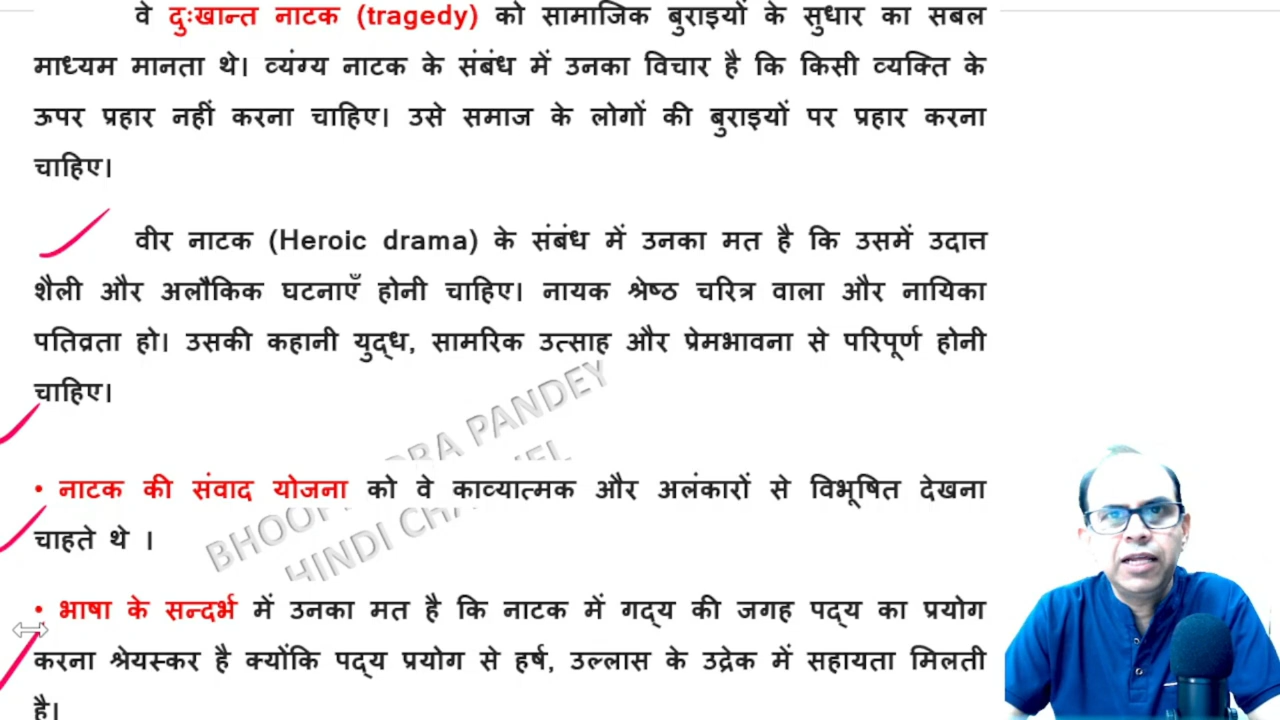 वे दुःखान्त नाटक (tragedy) को सामाजिक बुराइयों के सुधार का सबल
माध्यम मानता थे। व्यंग्य नाटक के संबंध में उनका विचार है कि किसी व्यक्ति के
ऊपर प्रहार नहीं करना चाहिए। उसे समाज के लोगों की बुराइयों पर प्रहार करना
चाहिए।
वीर नाटक (Heroic drama) के संबंध में उनका मत है कि उसमें उदात्त
शैली और अलौकिक घटनाएँ होनी चाहिए। नायक श्रेष्ठ चरित्र वाला और नायिका
पतिव्रता हो। उसकी कहानी युद्ध, सामरिक उत्साह और प्रेमभावना से परिपूर्ण होनी
चाहिए।
• नाटक की संवाद योजना को वे काव्यात्मक और अलंकारों से विभूषित देखना
चाहते थे ।
• भाषा के सन्दर्भ में उनका मत है कि नाटक में गद्य की जगह पद्य का प्रयोग
करना श्रेयस्कर है क्योंकि पद्य प्रयोग से हर्ष, उल्लास के उद्रेक में सहायता मिलती
है।
PANDEY
HINDI